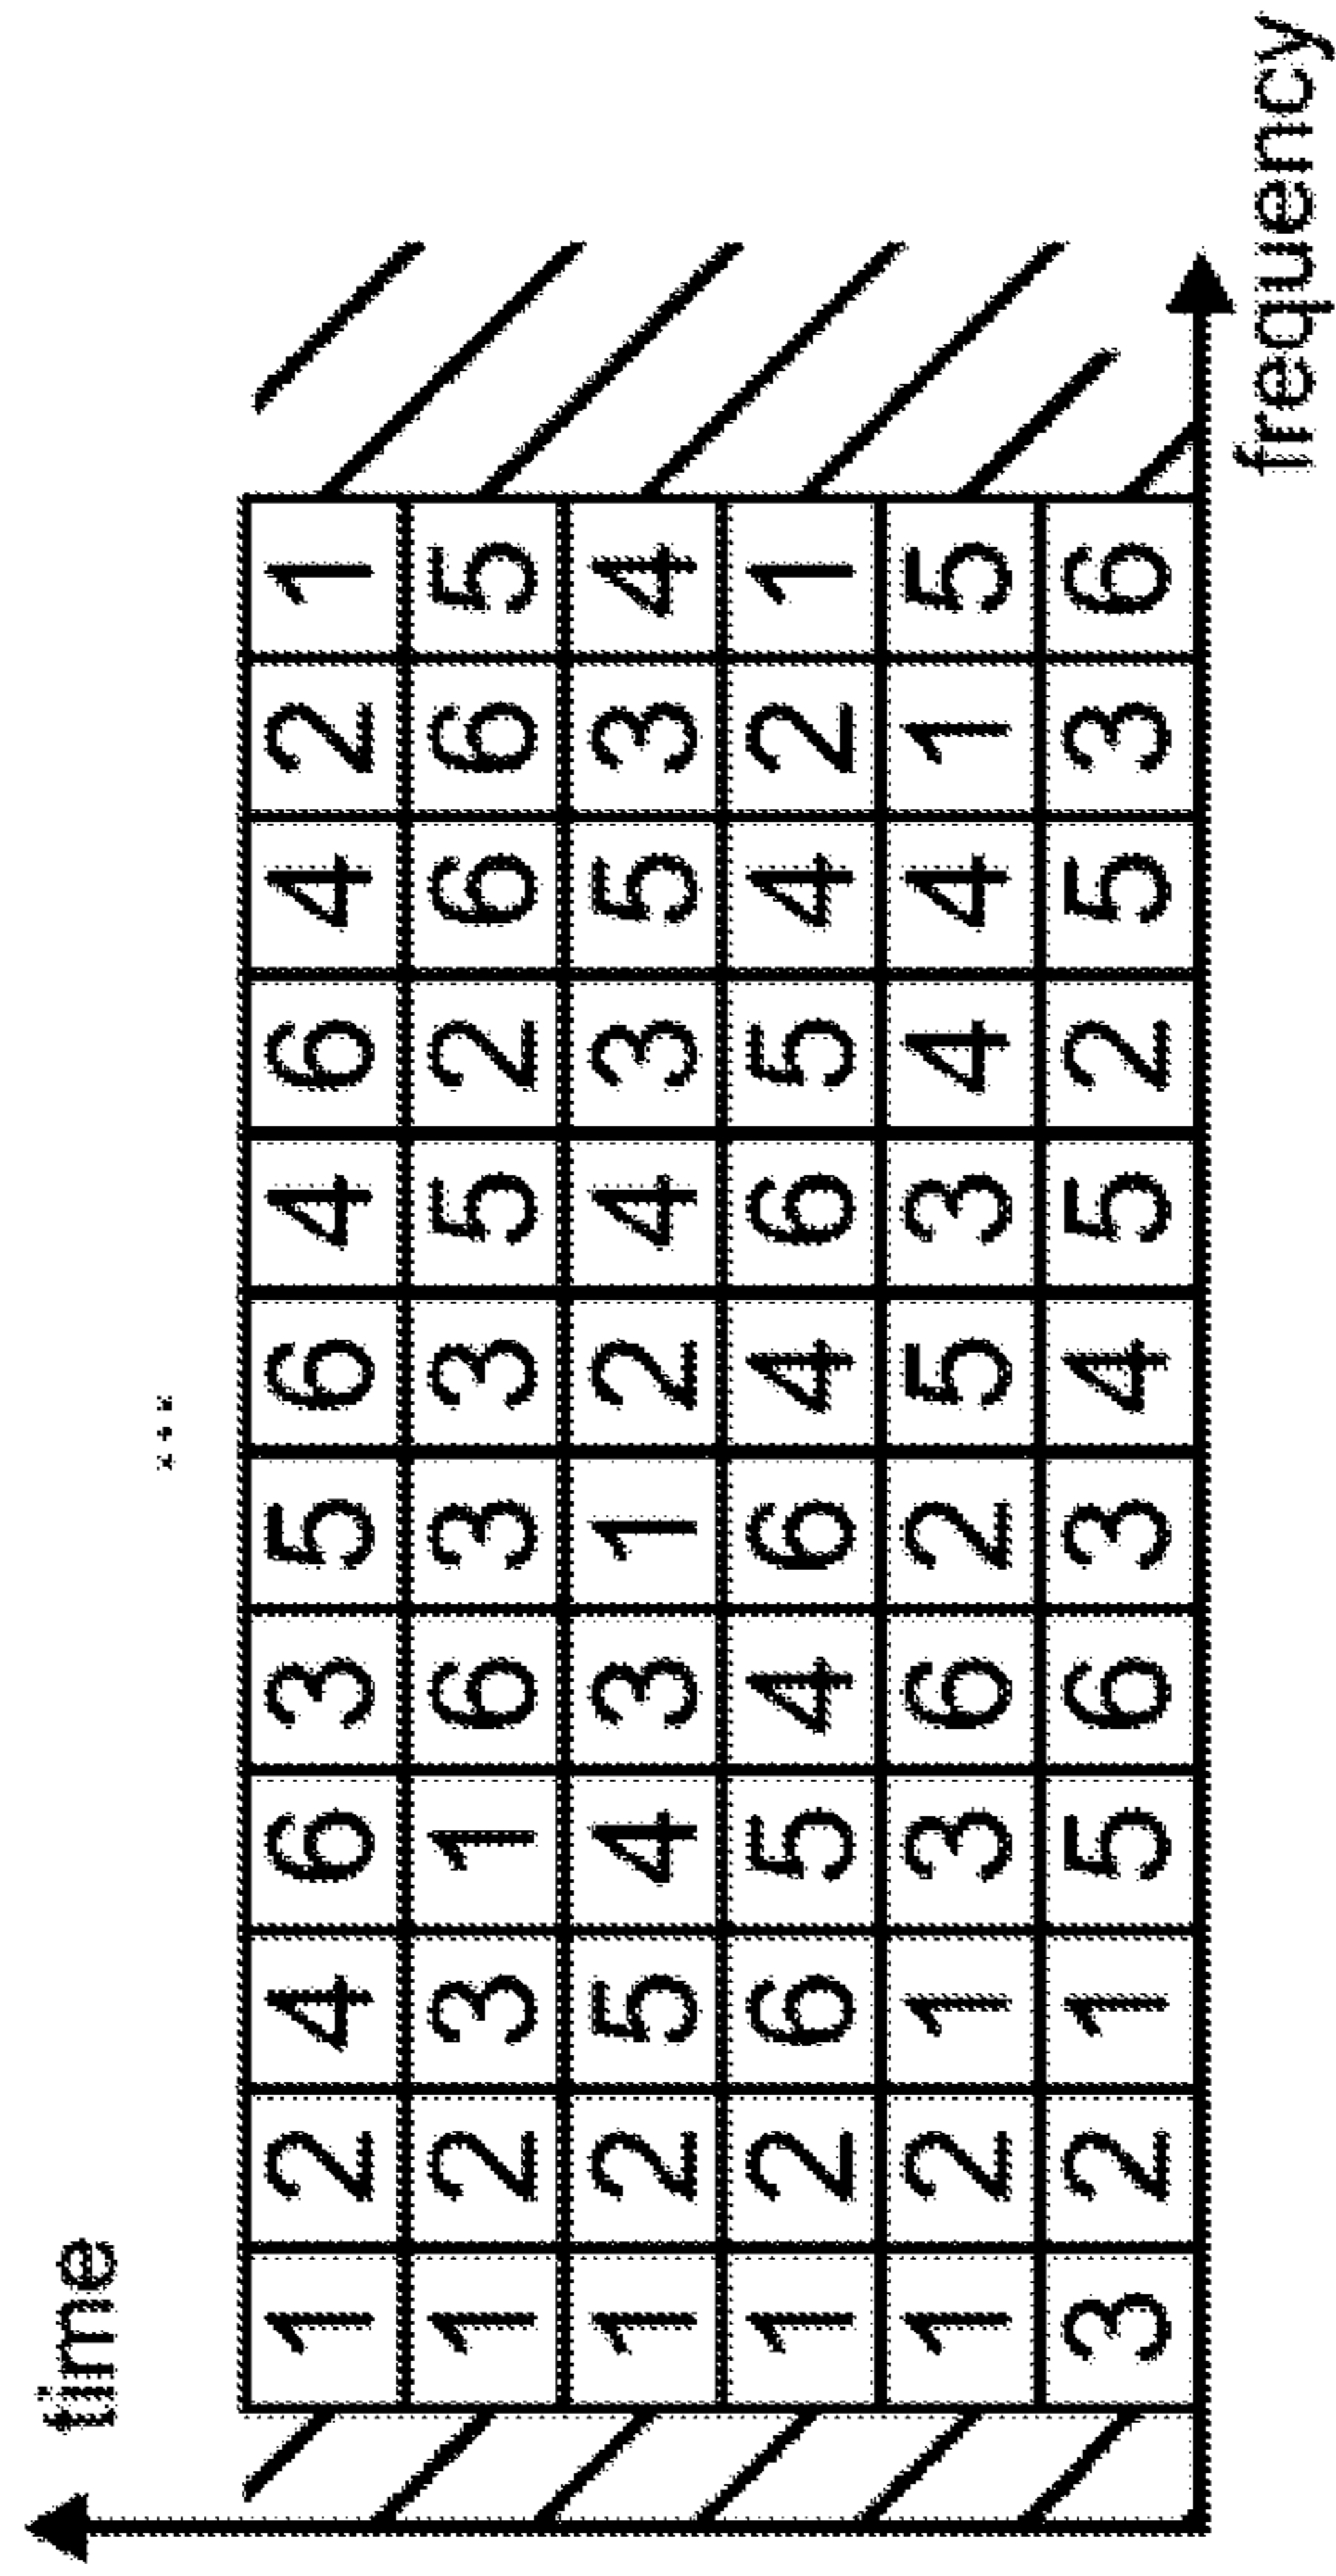 time
...
1 2 4 6 3 5 6 4 6 4 2 1
1 2 3 1 6 3 3 5 2 6 6 5
1 2 5 4 3 1 2 4 3 5 3 4
1 2 6 5 4 6 4 6 5 4 2 1
1 2 1 3 6 2 5 3 4 4 1 5
3 2 1 5 6 3 4 5 2 5 3 6
frequency